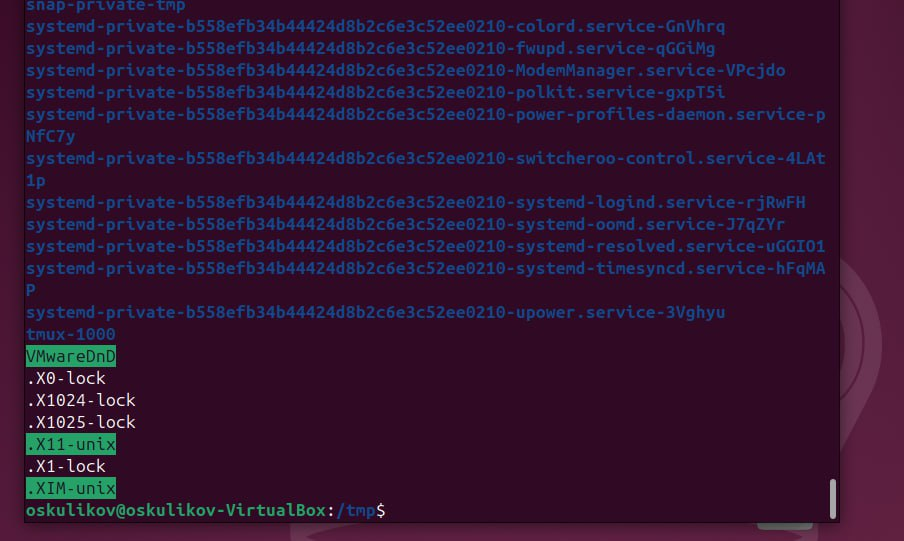 snap-private-tmp
systemd-private-b558efb34b44424d8b2c6e3c52ee0210-colord.service-GnVhrq
systemd-private-b558efb34b44424d8b2c6e3c52ee0210-fwupd.service-qGGiMg
systemd-private-b558efb34b44424d8b2c6e3c52ee0210-ModemManager.service-VPcjdo
systemd-private-b558efb34b44424d8b2c6e3c52ee0210-polkit.service-gxpT5i
systemd-private-b558efb34b44424d8b2c6e3c52ee0210-power-profiles-daemon.service-p
NfC7y
systemd-private-b558efb34b44424d8b2c6e3c52ee0210-switcheroo-control.service-4LAt
1p
systemd-private-b558efb34b44424d8b2c6e3c52ee0210-systemd-logind.service-rjRwFH
systemd-private-b558efb34b44424d8b2c6e3c52ee0210-systemd-oomd.service-J7qZYr
systemd-private-b558efb34b44424d8b2c6e3c52ee0210-systemd-resolved.service-uGGIO1
systemd-private-b558efb34b44424d8b2c6e3c52ee0210-systemd-timesyncd.service-hFqMA
P
systemd-private-b558efb34b44424d8b2c6e3c52ee0210-upower.service-3Vghyu
tmux-1000
VMwareDnD
.X0-lock
.X1024-lock
.X1025-lock
.X11-unix
.X1-lock
.XIM-unix
oskulikov@oskulikov-VirtualBox:/tmp$